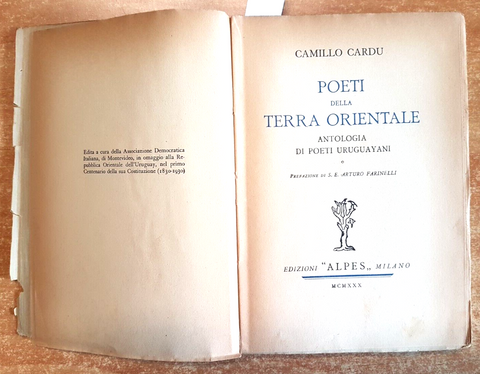 Edita a cura della Associazione Democratica
Italiana, di Montevideo, in omaggio alla Re-
pubblica Orientale dell'Uruguay, nel primo
Centenario della sua Costituzione (1830-1930)
CAMILLO CARDU
POETI
DELLA
TERRA ORIENTALE
ANTOLOGIA
DI POETI URUGUAYANI
PREFAZIONE DI S. E. ARTURO FARINELLI
EDIZIONI "ALPES„ MILANO
MCMXXX